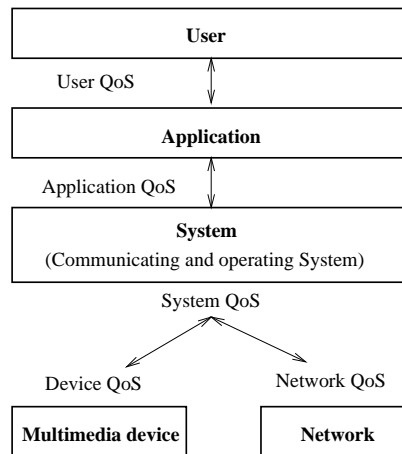 User
User QoS
Application
Application QoS
System
(Communicating and operating System)
System QoS
Device QoS
Network QoS
Multimedia device
Network